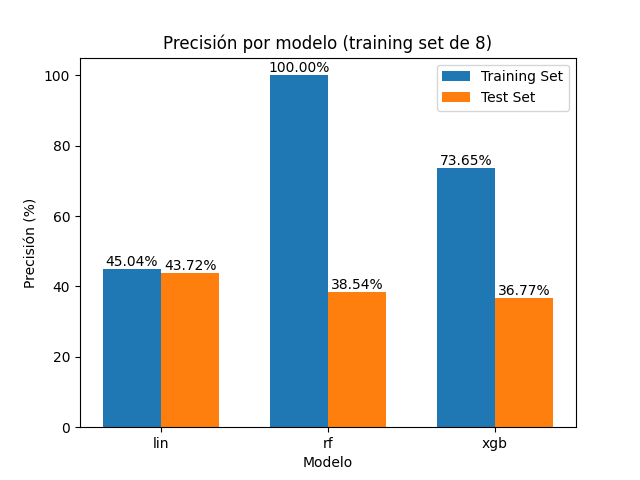 Precisión por modelo (training set de 8)
Training Set
Test Set
100.00%
73.65%
45.04%
43.72%
38.54%
36.77%
100
80
60
40
20
0
Precisión (%)
lin
rf
xgb
Modelo